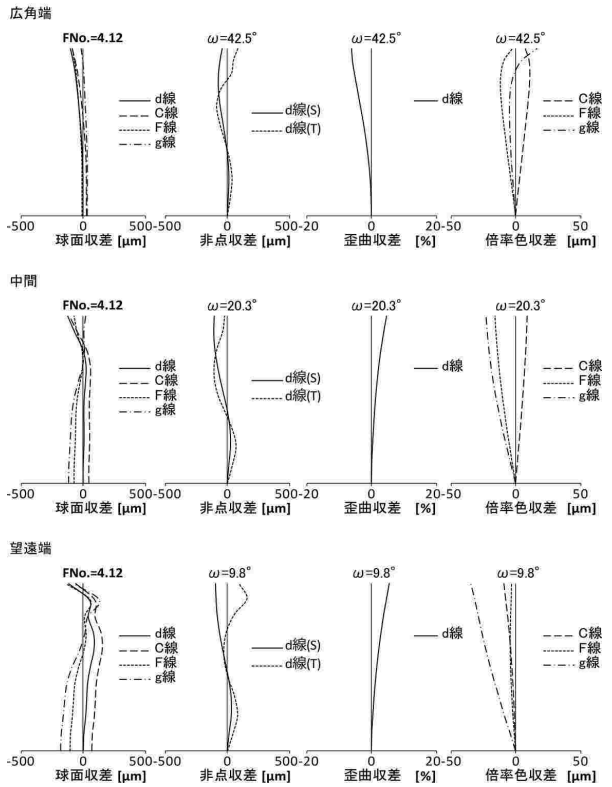 広角端
FNo.=4.12
d線
C線
F線
g線
-500 0 500
球面収差 [μm]
ω=42.5°
d線(S)
d線(T)
-500 0 500
非点収差 [μm]
ω=42.5°
d線
-20 0 20
歪曲収差 [%]
ω=42.5°
C線
F線
g線
-50 0 50
倍率色収差 [μm]
中間
FNo.=4.12
d線
C線
F線
g線
-500 0 500
球面収差 [μm]
ω=20.3°
d線(S)
d線(T)
-500 0 500
非点収差 [μm]
ω=20.3°
d線
-20 0 20
歪曲収差 [%]
ω=20.3°
C線
F線
g線
-50 0 50
倍率色収差 [μm]
望遠端
FNo.=4.12
d線
C線
F線
g線
-500 0 500
球面収差 [μm]
ω=9.8°
d線(S)
d線(T)
-500 0 500
非点収差 [μm]
ω=9.8°
d線
-20 0 20
歪曲収差 [%]
ω=9.8°
C線
F線
g線
-50 0 50
倍率色収差 [μm]